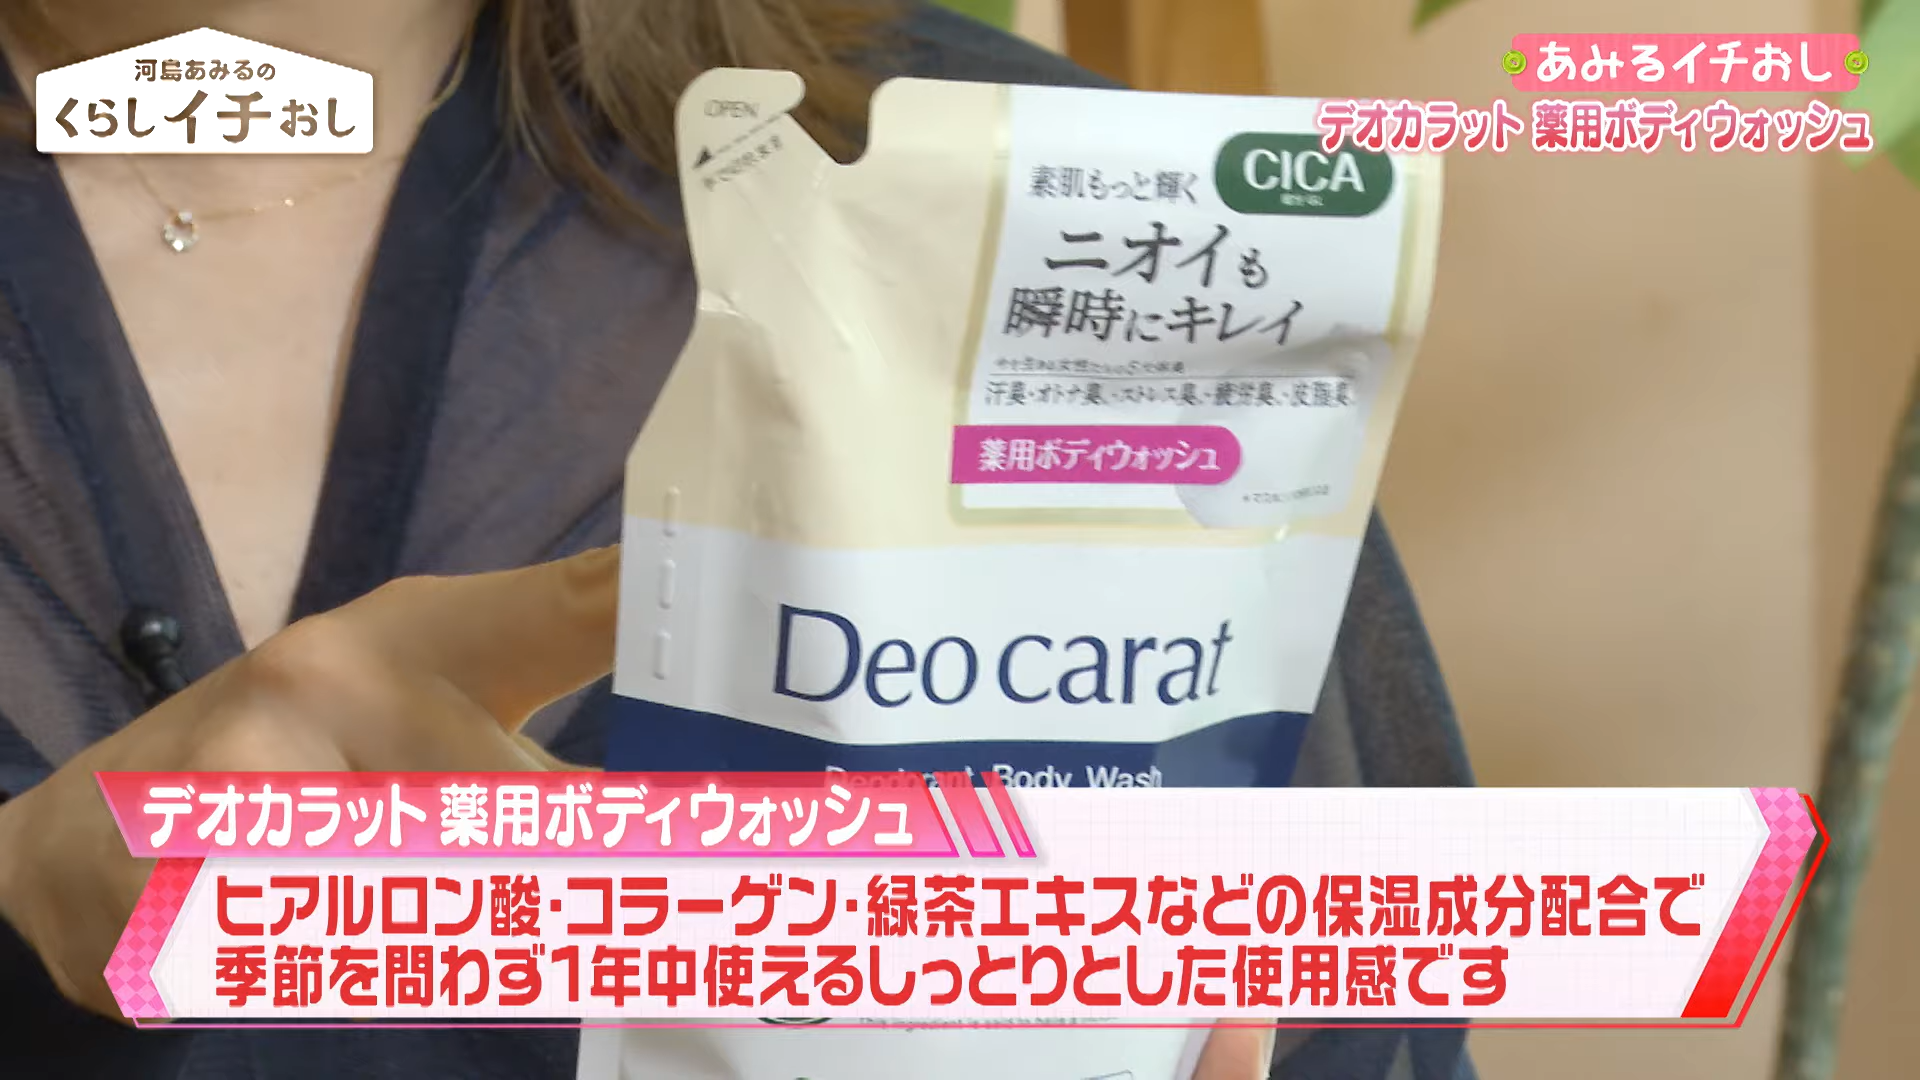 河島あみるの
くらしイチおし
あみるイチおし
デオカラット 薬用ボディウォッシュ
OPEN
CICA
素肌もっと輝く
ニオイも
瞬時にキレイ
汗臭・オトナ臭・ストレス臭・疲労臭・皮脂臭
薬用ボディウォッシュ
Deo carat
Deodorant Body Wash
デオカラット 薬用ボディウォッシュ
ヒアルロン酸・コラーゲン・緑茶エキスなどの保湿成分配合で
季節を問わず1年中使えるしっとりとした使用感です